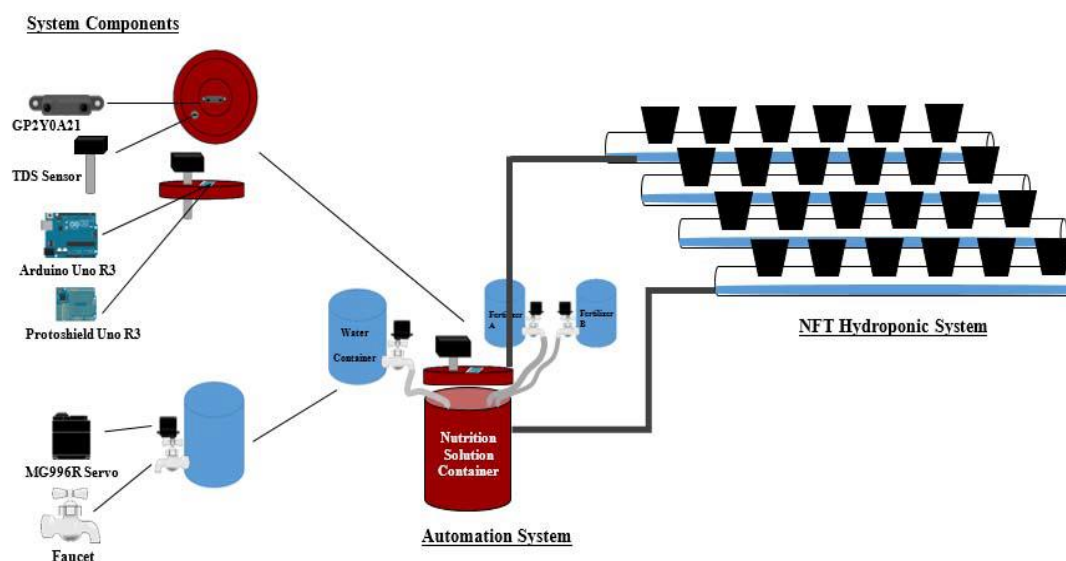 System Components
GP2Y0A21
TDS Sensor
Arduino Uno R3
Protoshield Uno R3
MG996R Servo
Faucet
Water
Container
Fertilizer
A
Fertilizer
B
Nutrition
Solution
Container
Automation System
NFT Hydroponic System